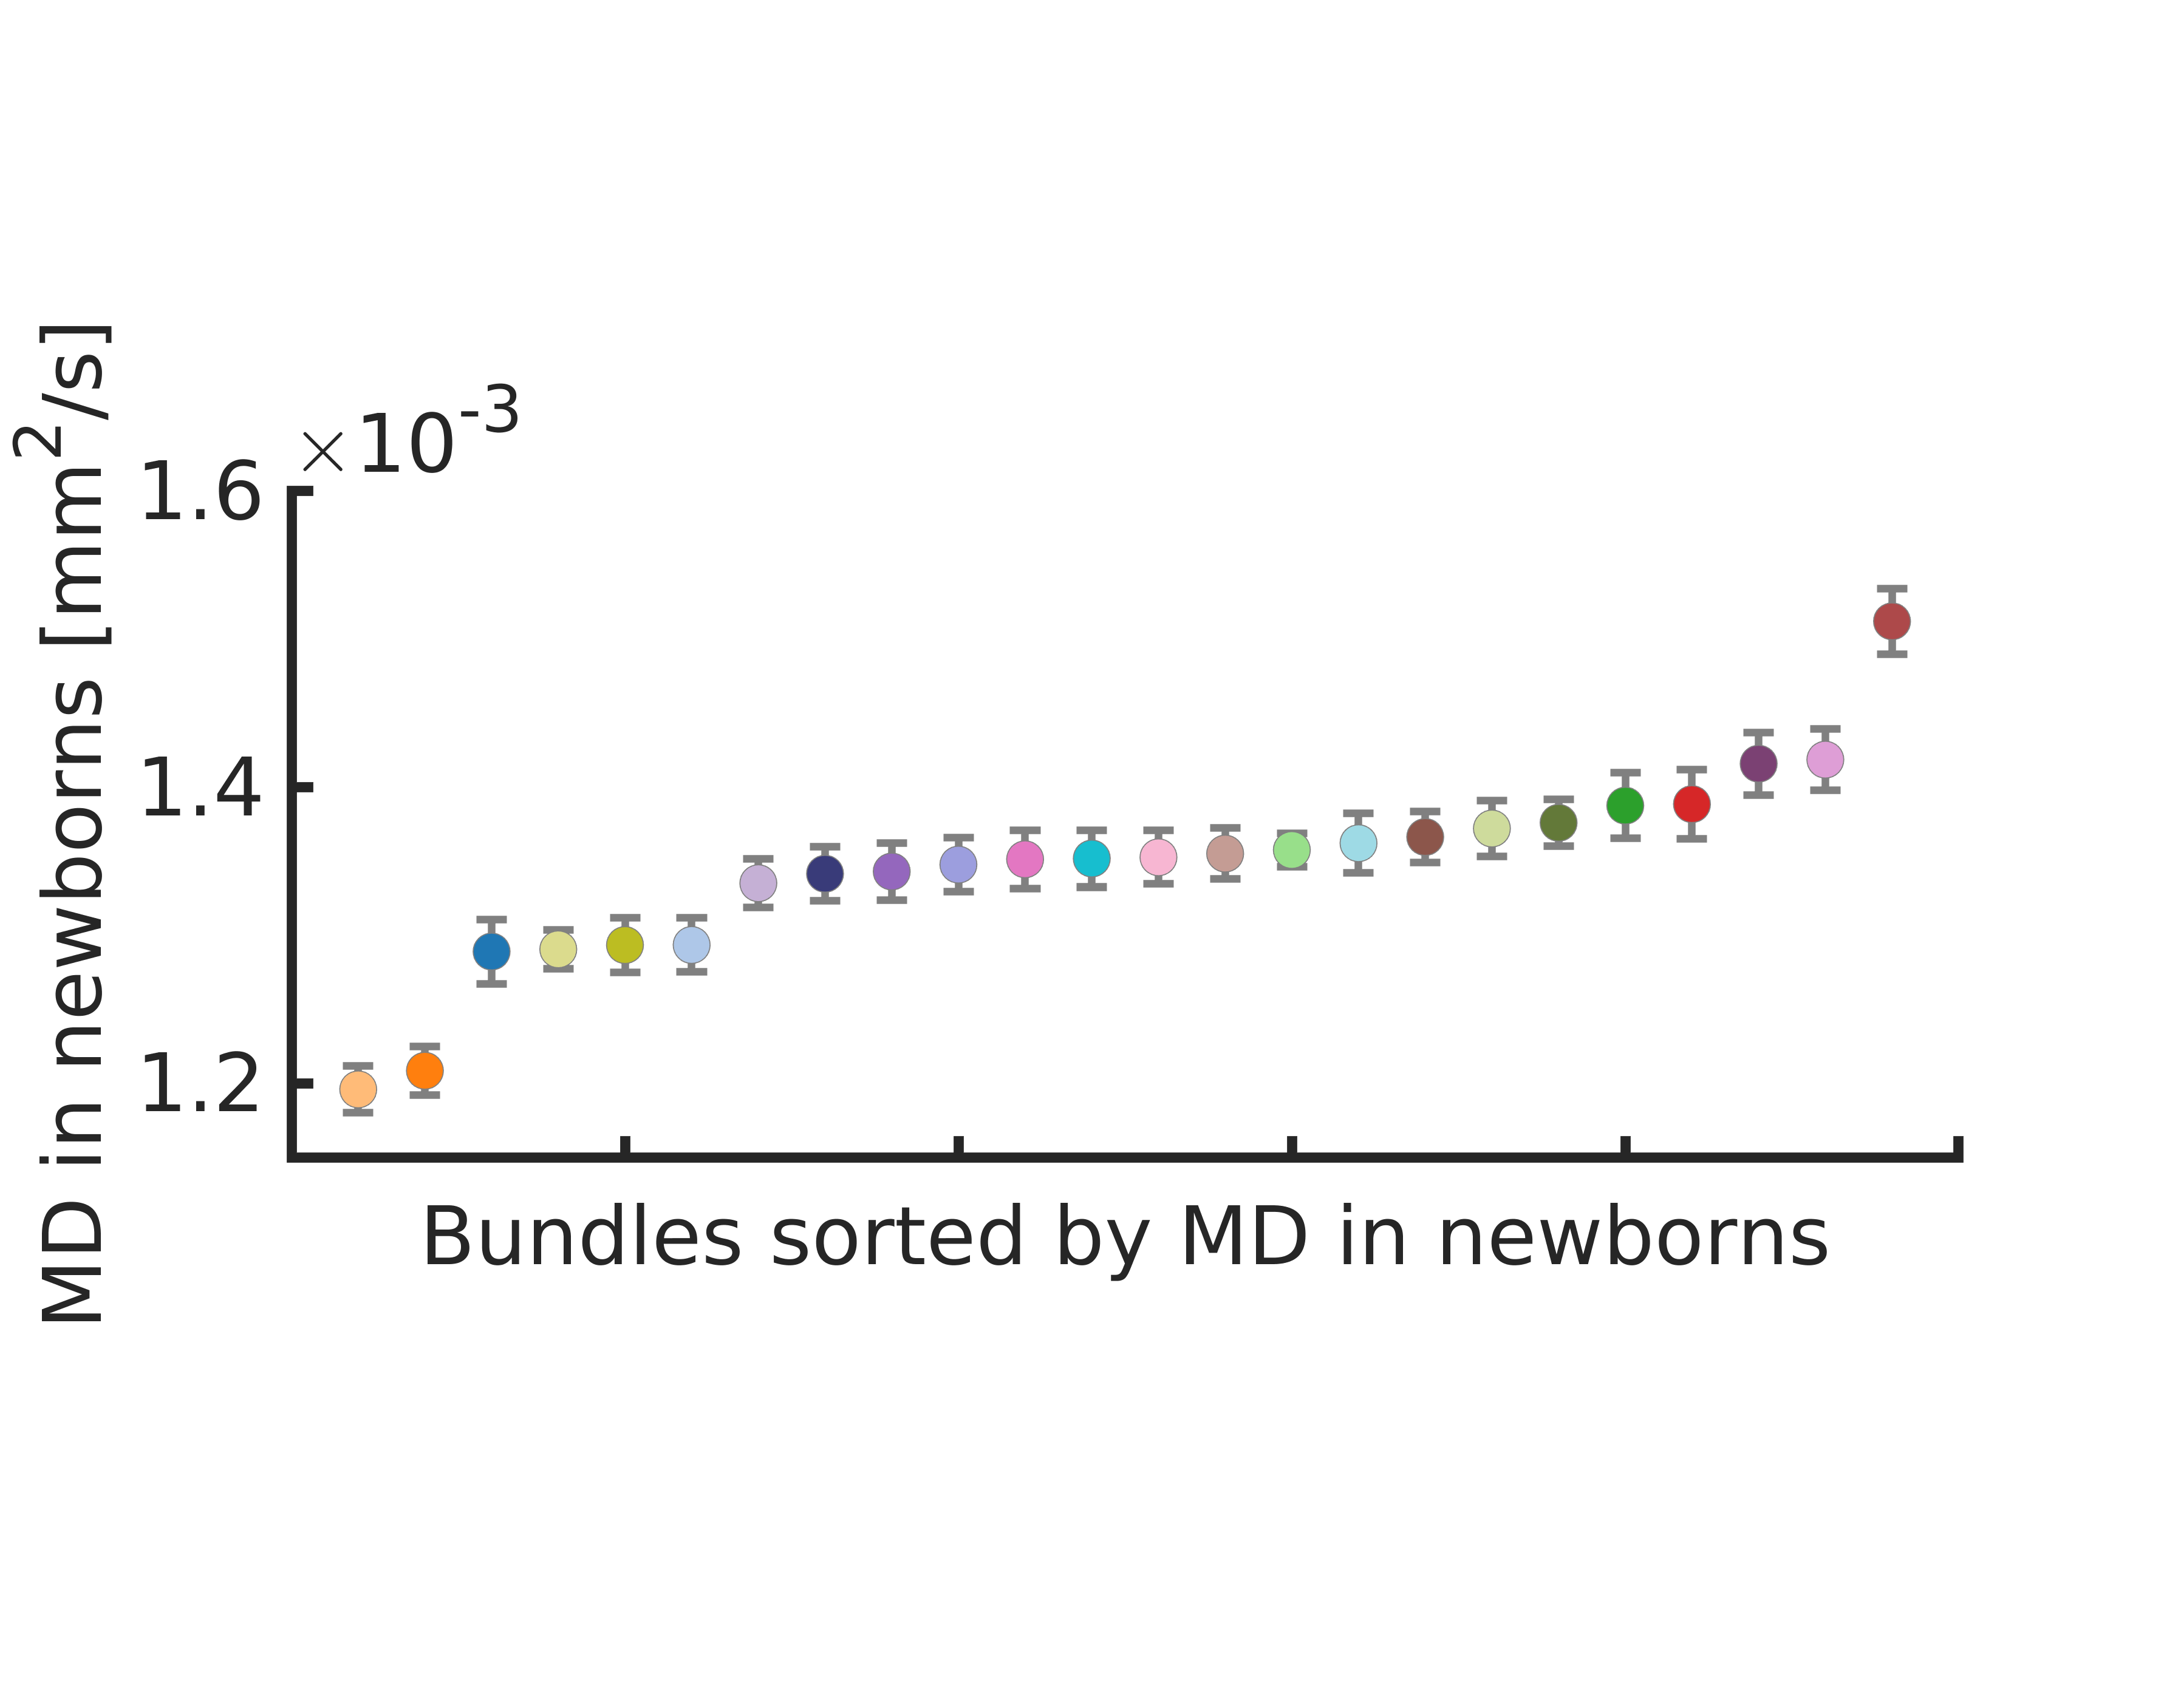 MD in newborns [mm²/s]
×10⁻³
1.6
1.4
1.2
Bundles sorted by MD in newborns